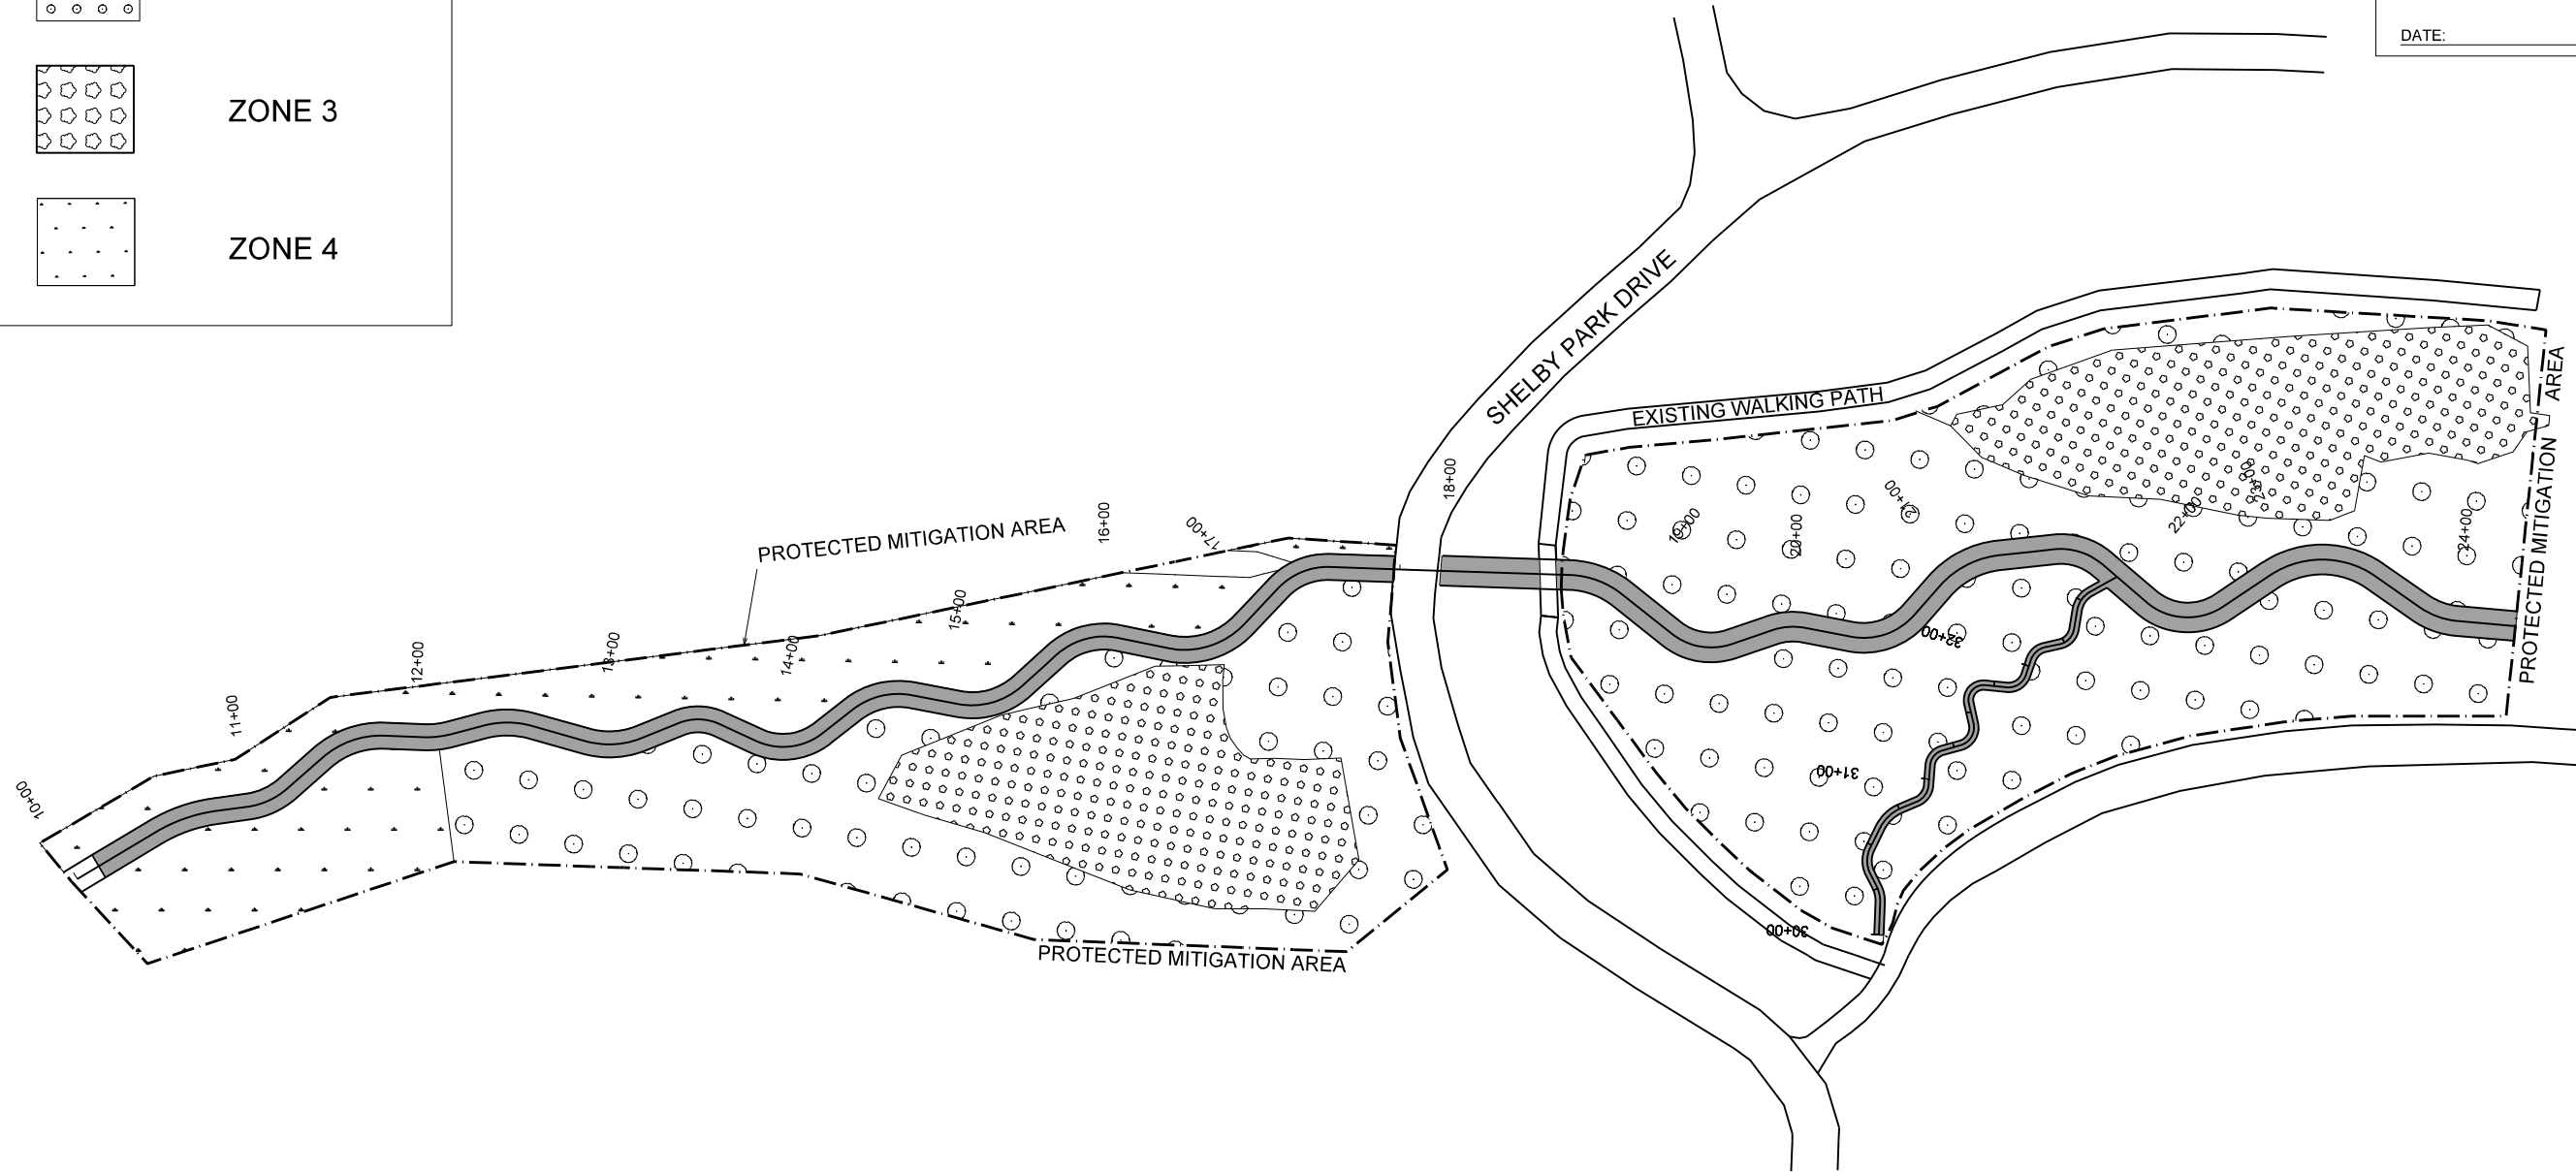 DATE:
ZONE 3
ZONE 4
SHELBY PARK DRIVE
EXISTING WALKING PATH
PROTECTED MITIGATION AREA
PROTECTED MITIGATION AREA
PROTECTED MITIGATION AREA
10+00
11+00
12+00
13+00
14+00
15+00
16+00
17+00
18+00
19+00
20+00
21+00
22+00
23+00
24+00
30+00
31+00
32+00